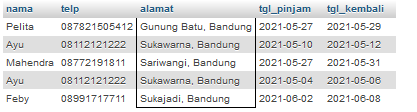 nama telp alamat tgl_pinjam tgl_kembali
Pelita 087821505412 Gunung Batu, Bandung 2021-05-27 2021-05-29
Ayu 08112121222 Sukawarna, Bandung 2021-05-10 2021-05-12
Mahendra 08772191811 Sariwangi, Bandung 2021-05-27 2021-05-31
Ayu 08112121222 Sukawarna, Bandung 2021-05-04 2021-05-06
Feby 08991717711 Sukajadi, Bandung 2021-06-02 2021-06-08